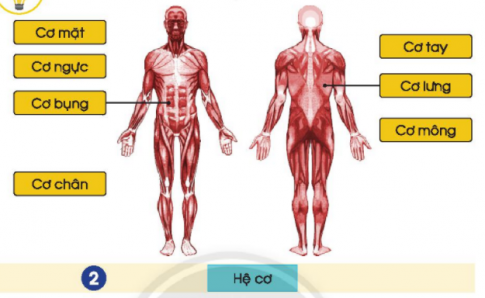 Cơ mặt
Cơ ngực
Cơ bụng
Cơ chân
Cơ tay
Cơ lưng
Cơ mông
2
Hệ cơ